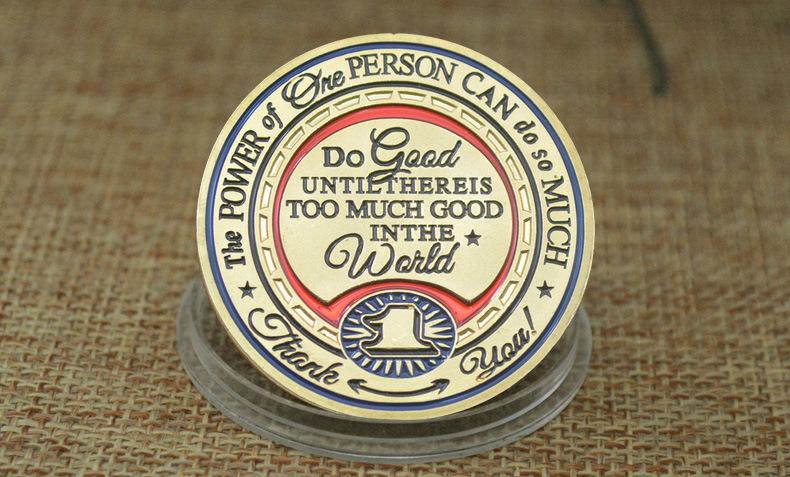 The POWER of One PERSON CAN do so MUCH
Do Good
UNTIL THERE IS
TOO MUCH GOOD
IN THE
World
1
Thank You!